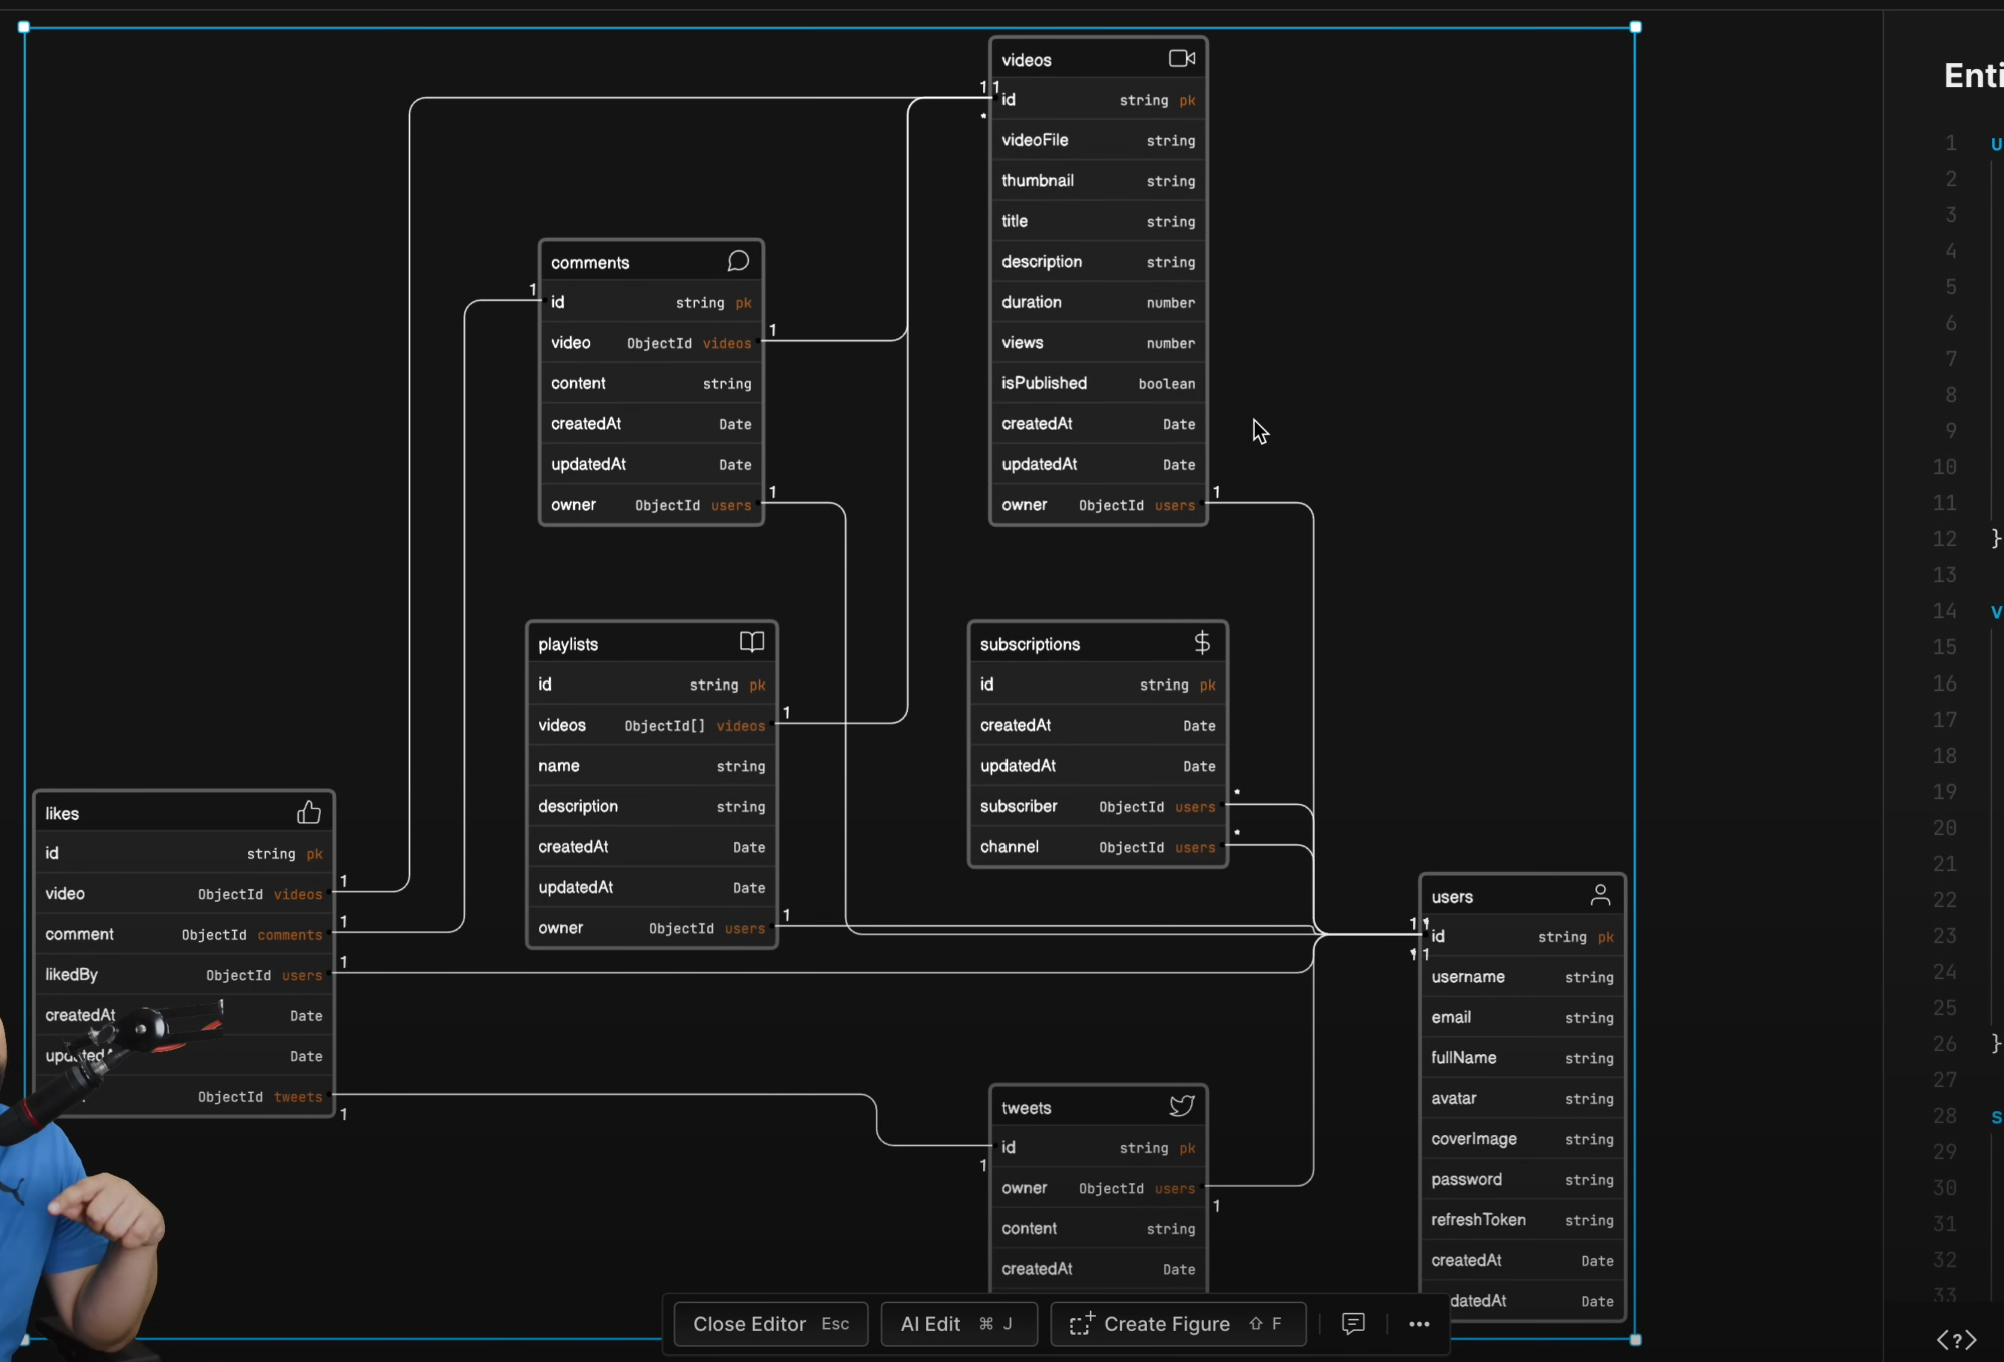 videos
id string pk
videoFile string
thumbnail string
title string
description string
duration number
views number
isPublished boolean
createdAt Date
updatedAt Date
owner ObjectId users
1 1
*
1
comments
id string pk
video ObjectId videos
content string
createdAt Date
updatedAt Date
owner ObjectId users
1
1
1
playlists
id string pk
videos ObjectId[] videos
name string
description string
createdAt Date
updatedAt Date
owner ObjectId users
1
1
subscriptions
id string pk
createdAt Date
updatedAt Date
subscriber ObjectId users
channel ObjectId users
*
*
likes
id string pk
video ObjectId videos
comment ObjectId comments
likedBy ObjectId users
createdAt Date
Date
ObjectId tweets
1
1
1
1
users
id string pk
username string
email string
fullName string
avatar string
coverImage string
password string
refreshToken string
createdAt Date
Date
1 *
* 1
tweets
id string pk
owner ObjectId users
content string
createdAt Date
1
1
Close Editor Esc
AI Edit ⌘ J
Create Figure ⇧ F
Enti
1 u
2
3
4
5
6
7
8
9
10
11
12 }
13
14 v
15
16
17
18
19
20
21
22
23
24
25
26 }
27
28 s
29
30
31
32
33
<?>